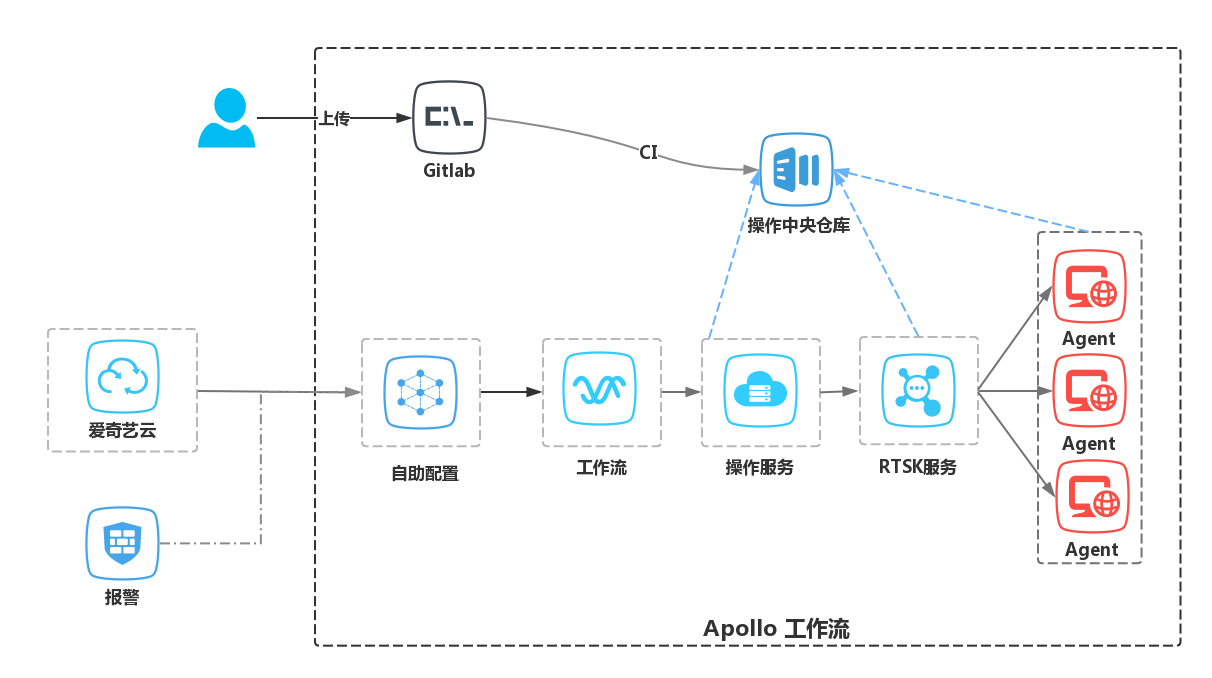 上传
Gitlab
CI
操作中央仓库
Agent
爱奇艺云
自助配置
工作流
操作服务
RTSK服务
Agent
Agent
报警
Apollo 工作流